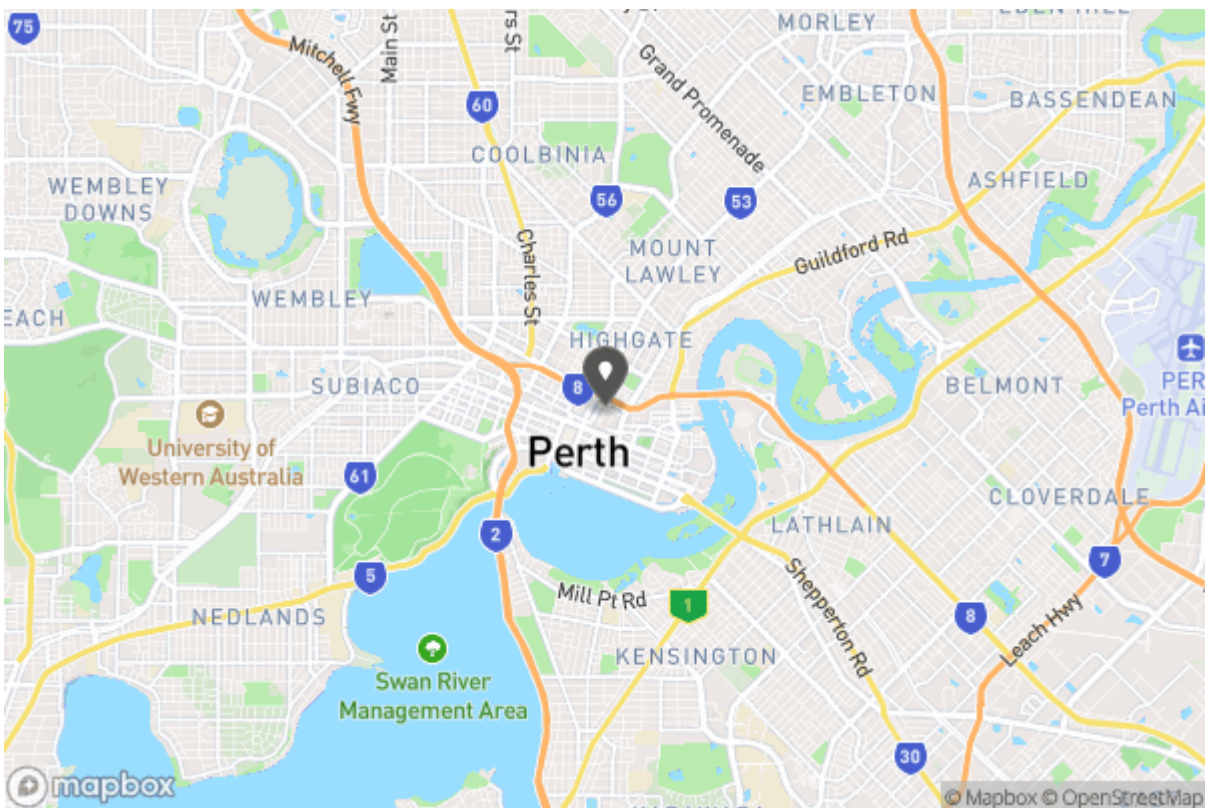 75
Mitchell Fwy
Main St
rs St
MORLEY
EDEN HILL
Grand Promenade
EMBLETON
BASSENDEAN
60
COOLBINIA
WEMBLEY
DOWNS
56
53
ASHFIELD
MOUNT
LAWLEY
Guildford Rd
Charles St
WEMBLEY
EACH
HIGHGATE
8
SUBIACO
BELMONT
PER
Perth Ai
University of
Western Australia
Perth
61
CLOVERDALE
2
LATHLAIN
5
7
Mill Pt Rd
1
Shepperton Rd
8
Leach Hwy
NEDLANDS
KENSINGTON
Swan River
Management Area
30
mapbox
© Mapbox © OpenStreetMap